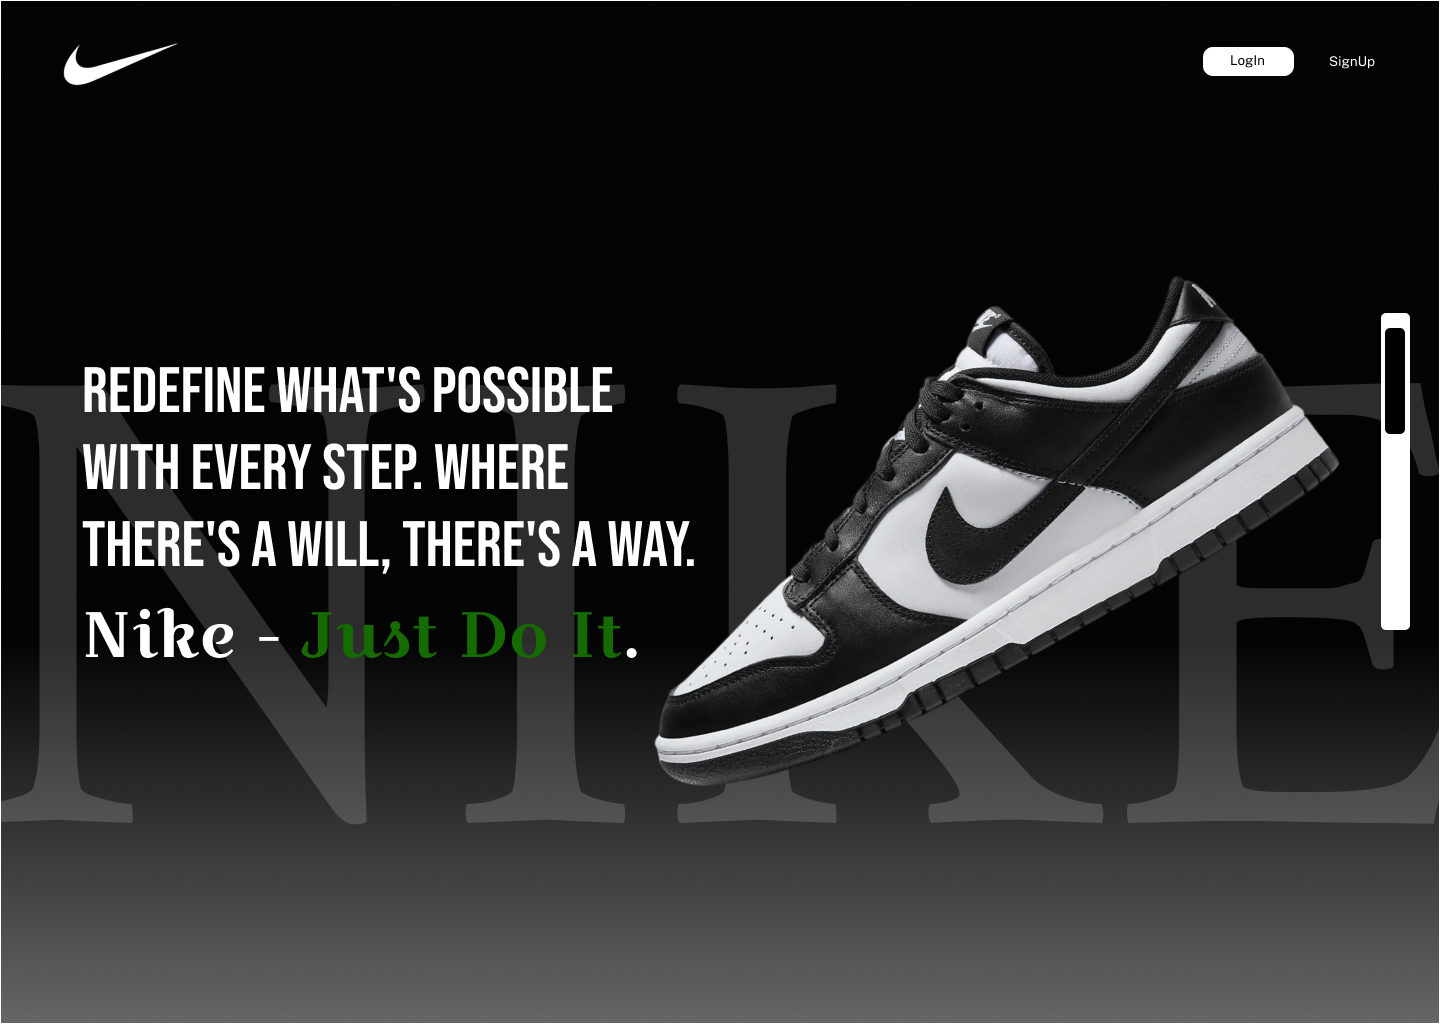 LogIn
SignUp
NIKE
REDEFINE WHAT'S POSSIBLE
WITH EVERY STEP. WHERE
THERE'S A WILL, THERE'S A WAY.
Nike - Just Do It.